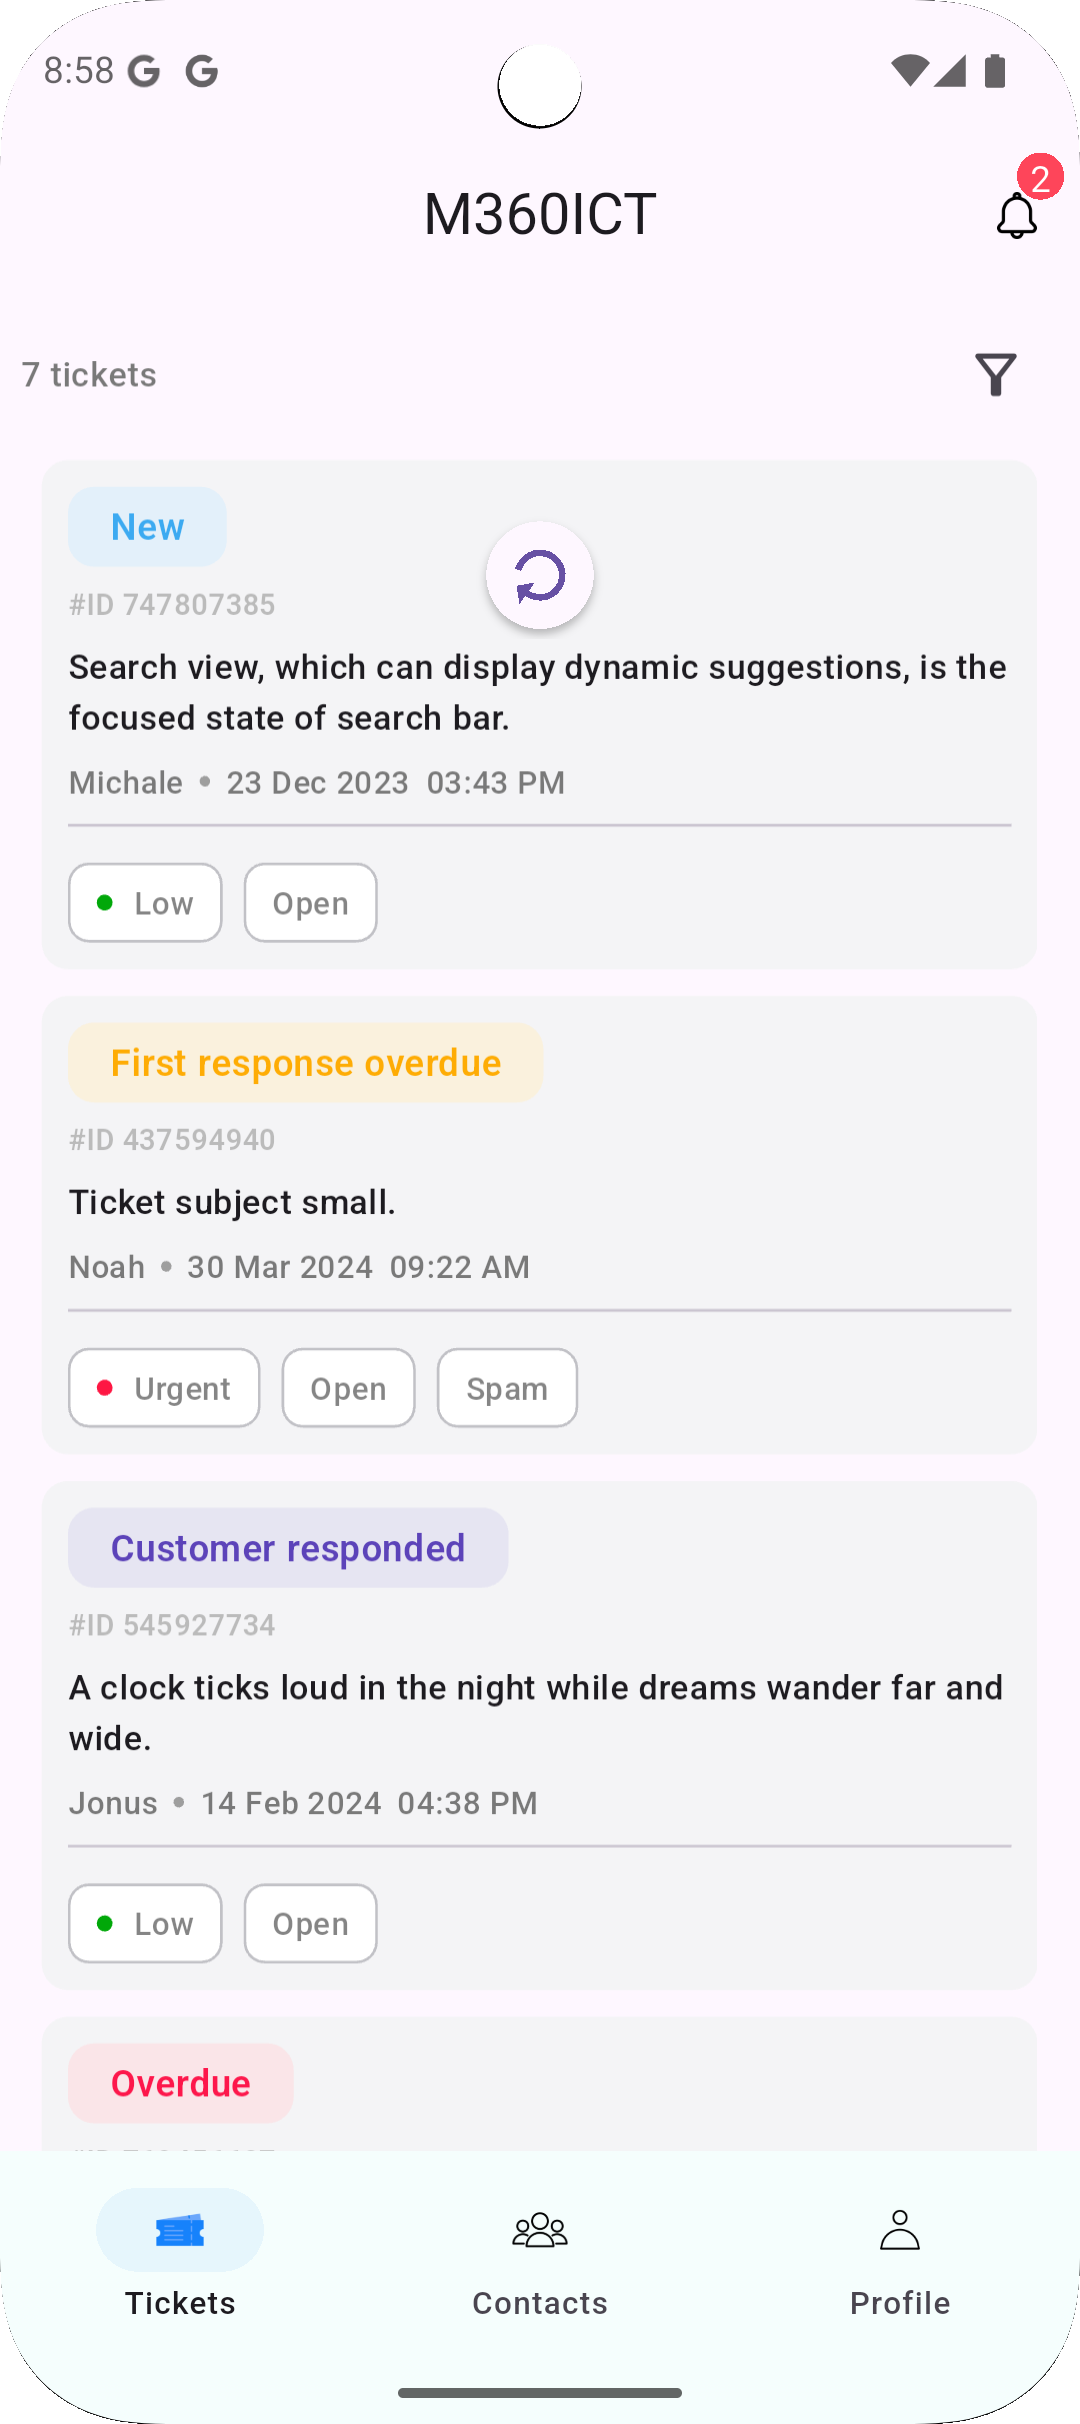 8:58
2
M360ICT
7 tickets
New
#ID 747807385
Search view, which can display dynamic suggestions, is the
focused state of search bar.
Michale • 23 Dec 2023 03:43 PM
Low Open
First response overdue
#ID 437594940
Ticket subject small.
Noah • 30 Mar 2024 09:22 AM
Urgent Open Spam
Customer responded
#ID 545927734
A clock ticks loud in the night while dreams wander far and
wide.
Jonus • 14 Feb 2024 04:38 PM
Low Open
Overdue
Tickets Contacts Profile